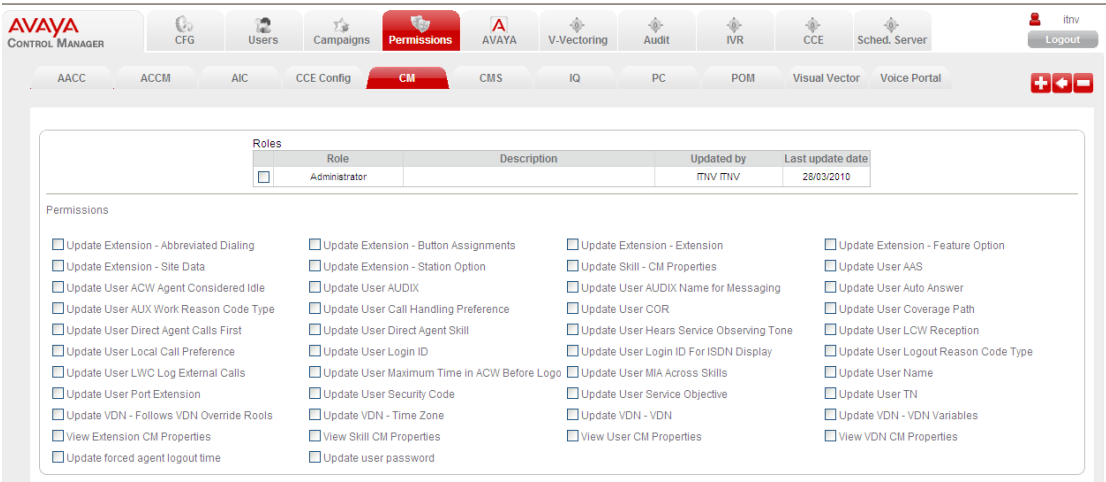 AVAYA
CONTROL MANAGER
CFG Users Campaigns Permissions AVAYA V-Vectoring Audit IVR CCE Sched. Server
itnv
Logout
AACC ACCM AIC CCE Config CM CMS IQ PC POM Visual Vector Voice Portal
Roles
Role Description Updated by Last update date
Administrator ITNV ITNV 28/03/2010
Permissions
Update Extension - Abbreviated Dialing Update Extension - Button Assignments Update Extension - Extension Update Extension - Feature Option
Update Extension - Site Data Update Extension - Station Option Update Skill - CM Properties Update User AAS
Update User ACW Agent Considered Idle Update User AUDIX Update User AUDIX Name for Messaging Update User Auto Answer
Update User AUX Work Reason Code Type Update User Call Handling Preference Update User COR Update User Coverage Path
Update User Direct Agent Calls First Update User Direct Agent Skill Update User Hears Service Observing Tone Update User LCW Reception
Update User Local Call Preference Update User Login ID Update User Login ID For ISDN Display Update User Logout Reason Code Type
Update User LWC Log External Calls Update User Maximum Time in ACW Before Logo Update User MIA Across Skills Update User Name
Update User Port Extension Update User Security Code Update User Service Objective Update User TN
Update VDN - Follows VDN Override Rools Update VDN - Time Zone Update VDN - VDN Update VDN - VDN Variables
View Extension CM Properties View Skill CM Properties View User CM Properties View VDN CM Properties
Update forced agent logout time Update user password